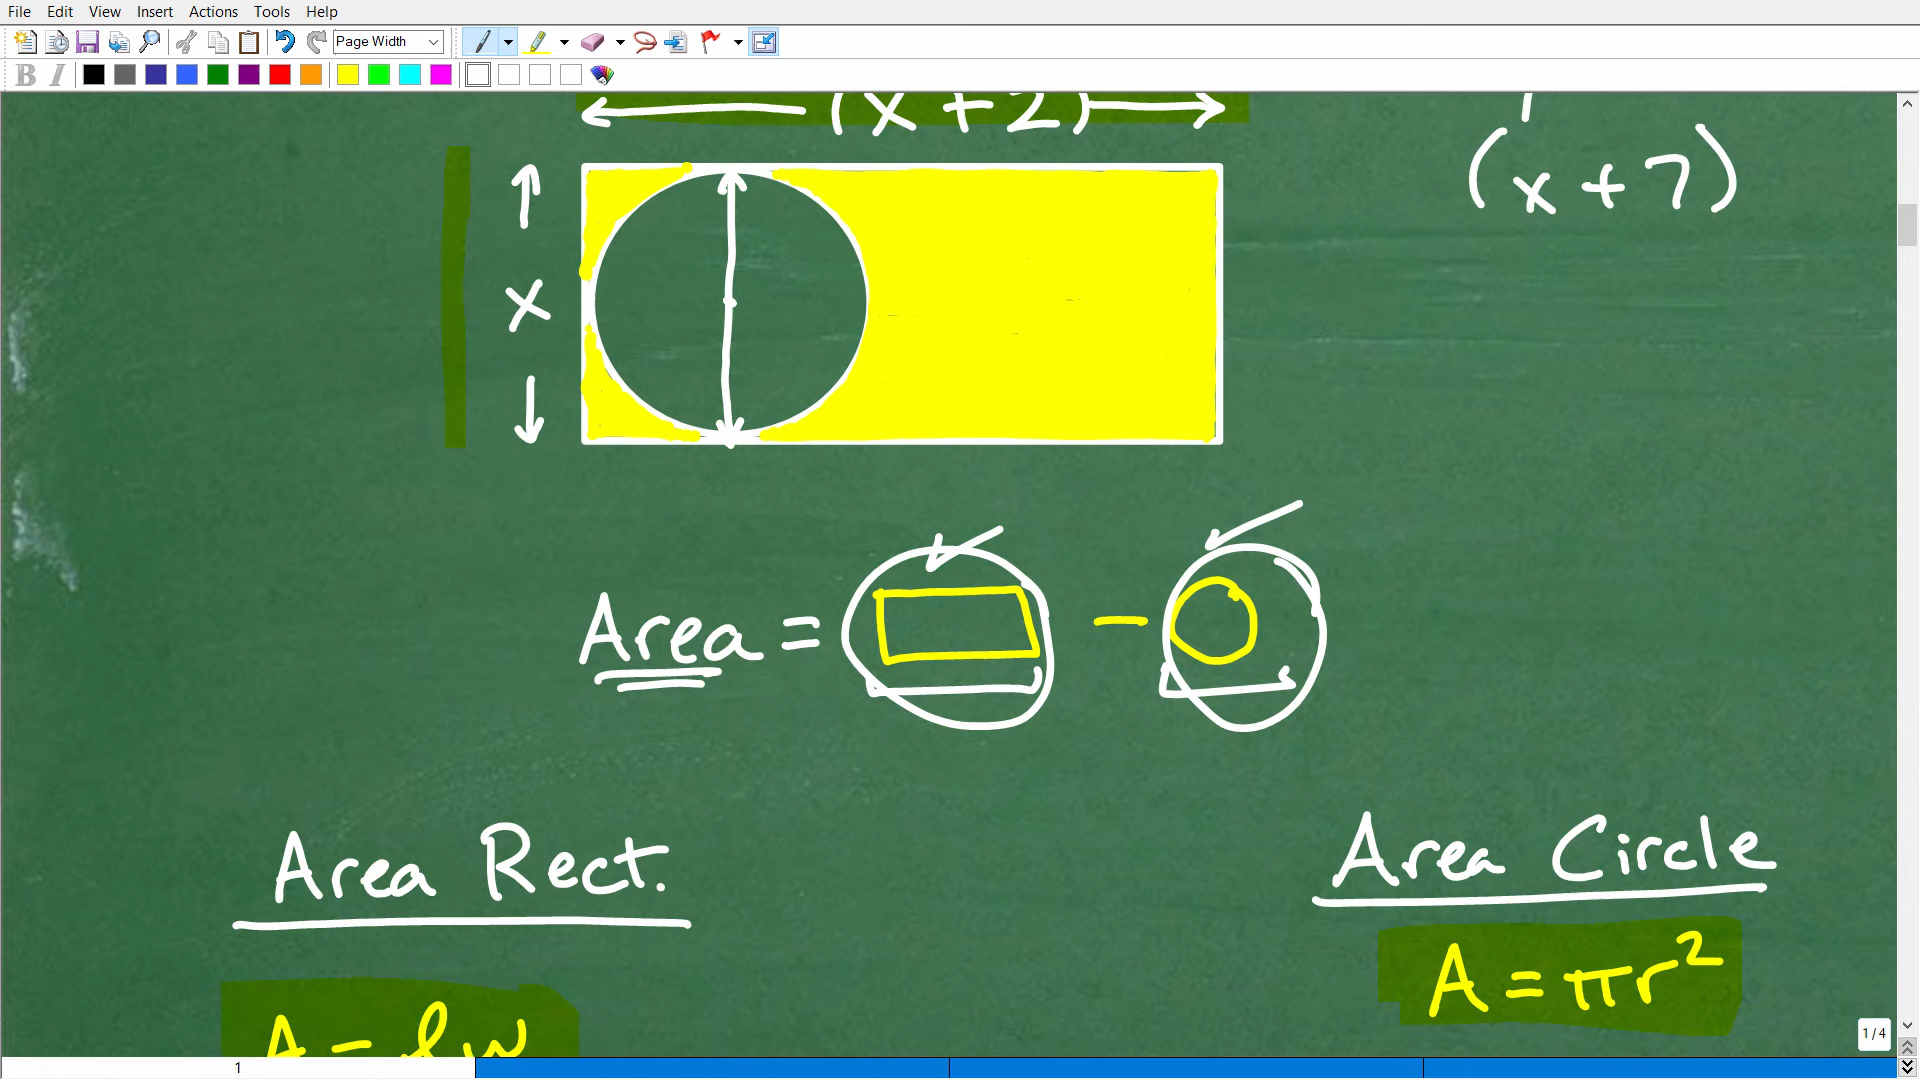 File Edit View Insert Actions Tools Help
Page Width
B I
(x + 2)
(x + 7)
x
Area = -
Area Rect.
Area Circle
A = πr²
A = lw
1 / 4
1